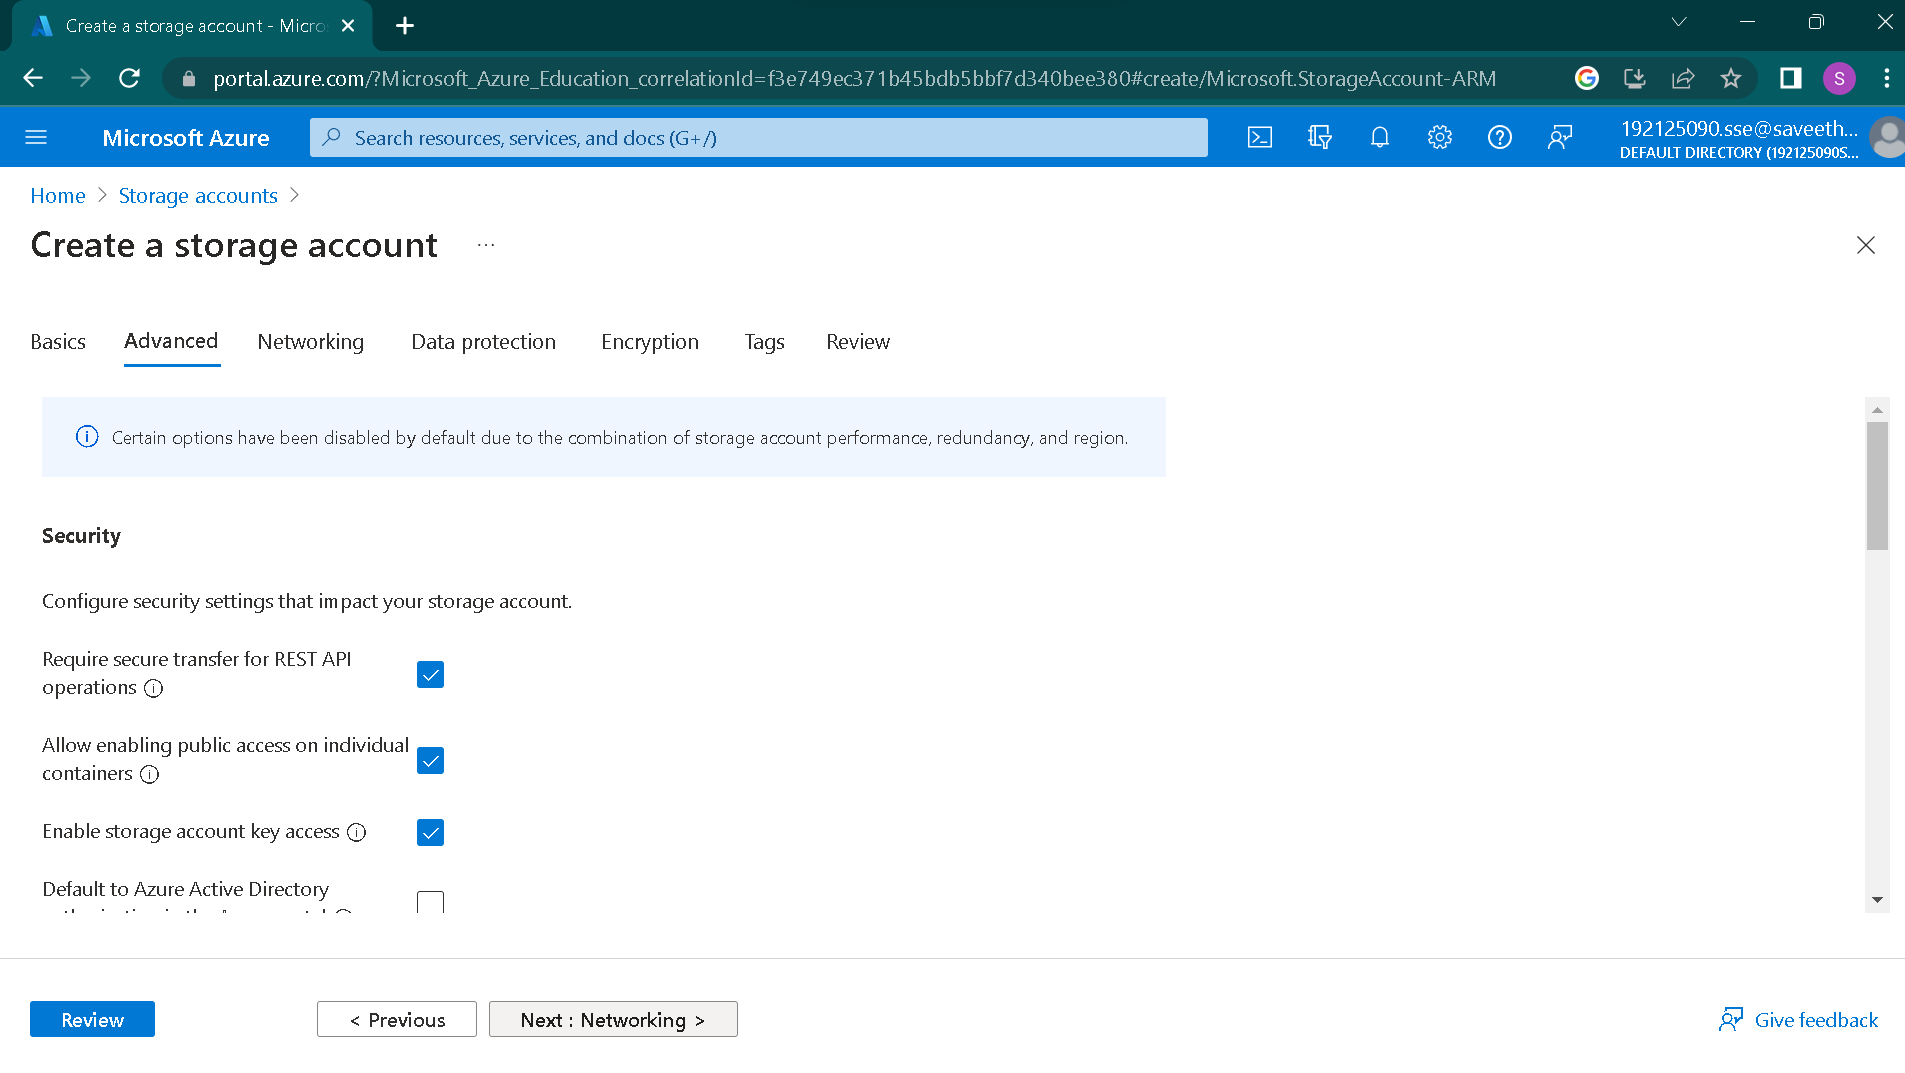 Create a storage account - Micro
portal.azure.com/?Microsoft_Azure_Education_correlationId=f3e749ec371b45bdb5bbf7d340bee380#create/Microsoft.StorageAccount-ARM
S
Microsoft Azure
Search resources, services, and docs (G+/)
192125090.sse@saveeth...
DEFAULT DIRECTORY (192125090S...
Home > Storage accounts >
Create a storage account ...
Basics
Advanced
Networking
Data protection
Encryption
Tags
Review
Certain options have been disabled by default due to the combination of storage account performance, redundancy, and region.
Security
Configure security settings that impact your storage account.
Require secure transfer for REST API
operations
Allow enabling public access on individual
containers
Enable storage account key access
Default to Azure Active Directory
Review
< Previous
Next : Networking >
Give feedback